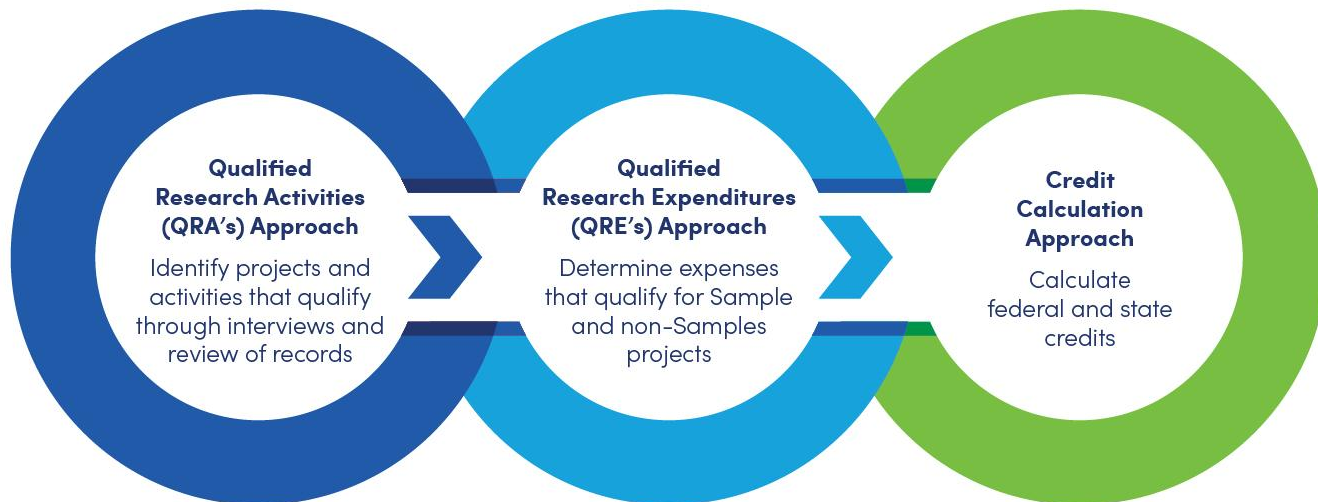 Qualified
Research Activities
(QRA’s) Approach
Identify projects and
activities that qualify
through interviews and
review of records
Qualified
Research Expenditures
(QRE’s) Approach
Determine expenses
that qualify for Sample
and non-Samples
projects
Credit
Calculation
Approach
Calculate
federal and state
credits